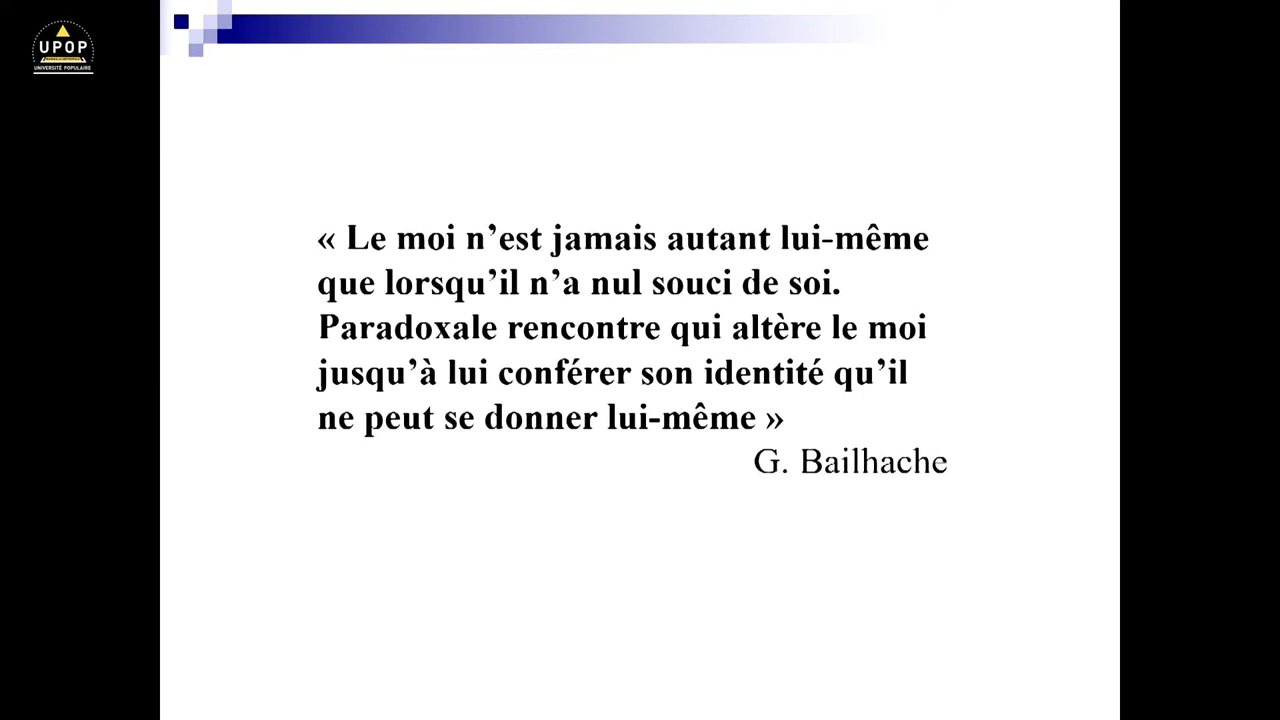 UPOP
UNIVERSITÉ POPULAIRE
« Le moi n’est jamais autant lui-même
que lorsqu’il n’a nul souci de soi.
Paradoxale rencontre qui altère le moi
jusqu’à lui conférer son identité qu’il
ne peut se donner lui-même »
G. Bailhache